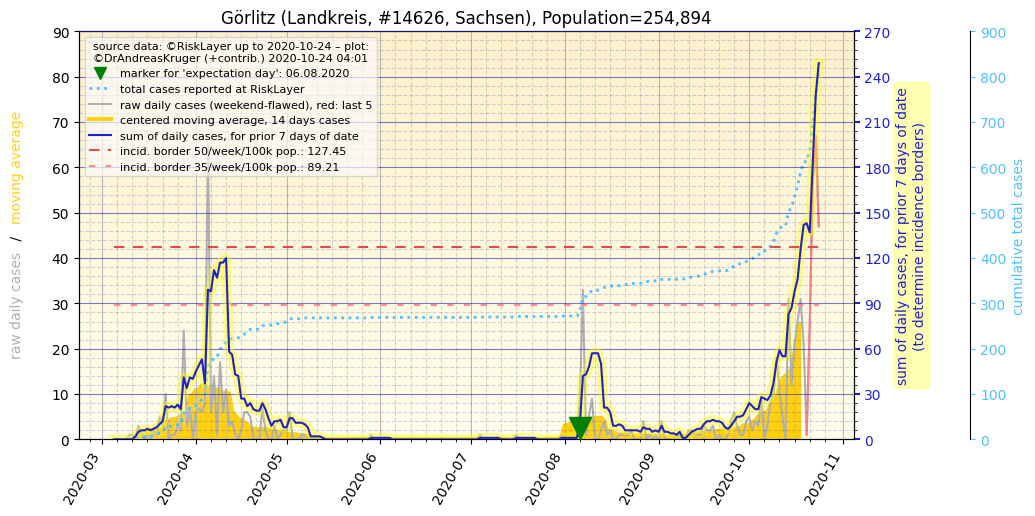 Görlitz (Landkreis, #14626, Sachsen), Population=254,894
source data: ©RiskLayer up to 2020-10-24 – plot:
©DrAndreasKruger (+contrib.) 2020-10-24 04:01
marker for 'expectation day': 06.08.2020
total cases reported at RiskLayer
raw daily cases (weekend-flawed), red: last 5
centered moving average, 14 days cases
sum of daily cases, for prior 7 days of date
incid. border 50/week/100k pop.: 127.45
incid. border 35/week/100k pop.: 89.21
raw daily cases / moving average
90
80
70
60
50
40
30
20
10
0
2020-03
2020-04
2020-05
2020-06
2020-07
2020-08
2020-09
2020-10
2020-11
270
240
210
180
150
120
90
60
30
0
sum of daily cases, for prior 7 days of date
(to determine incidence borders)
900
800
700
600
500
400
300
200
100
0
cumulative total cases